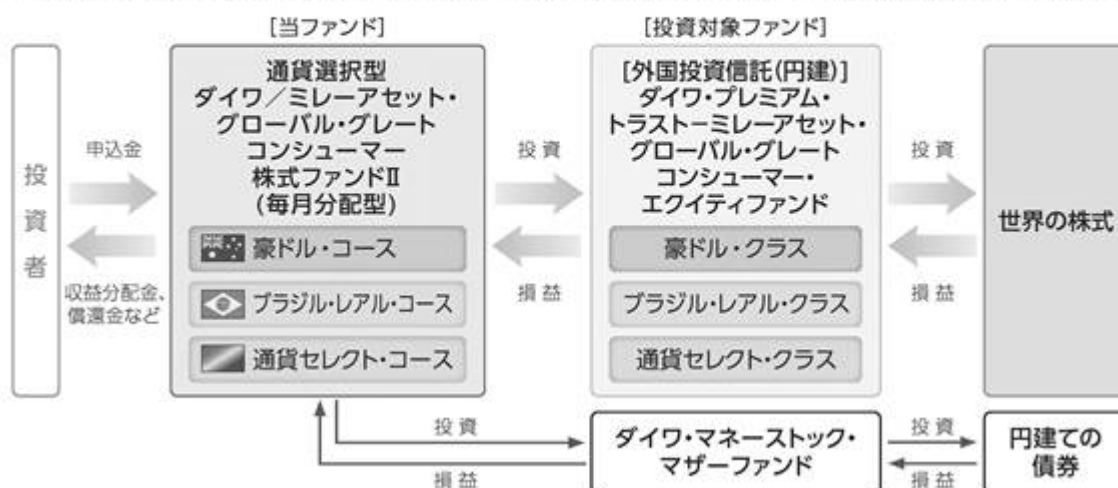 [当ファンド]
[投資対象ファンド]
投資者
申込金
収益分配金、
償還金など
通貨選択型
ダイワ／ミレーアセット・
グローバル・グレート
コンシューマー
株式ファンドⅡ
(毎月分配型)
豪ドル・コース
ブラジル・レアル・コース
通貨セレクト・コース
投資
損益
[外国投資信託(円建)]
ダイワ・プレミアム・
トラスト－ミレーアセット・
グローバル・グレート
コンシューマー・
エクイティファンド
豪ドル・クラス
ブラジル・レアル・クラス
通貨セレクト・クラス
投資
損益
世界の株式
投資
損益
ダイワ・マネーストック・
マザーファンド
投資
損益
円建ての
債券